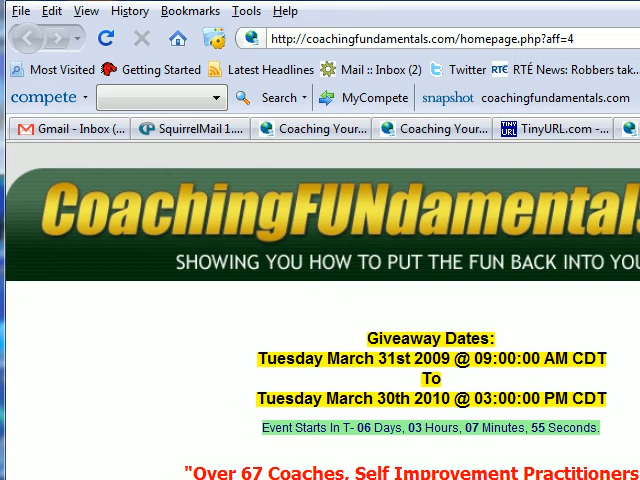 File Edit View History Bookmarks Tools Help
http://coachingfundamentals.com/homepage.php?aff=4
Most Visited Getting Started Latest Headlines Mail :: Inbox (2) Twitter RTÉ RTÉ News: Robbers tak...
compete Search MyCompete snapshot coachingfundamentals.com
Gmail - Inbox (... SquirrelMail 1.... Coaching Your... Coaching Your... TINY URL TinyURL.com -...
CoachingFUNdamentals
SHOWING YOU HOW TO PUT THE FUN BACK INTO YOU
Giveaway Dates:
Tuesday March 31st 2009 @ 09:00:00 AM CDT
To
Tuesday March 30th 2010 @ 03:00:00 PM CDT
Event Starts In T- 06 Days, 03 Hours, 07 Minutes, 55 Seconds.
"Over 67 Coaches, Self Improvement Practitioners